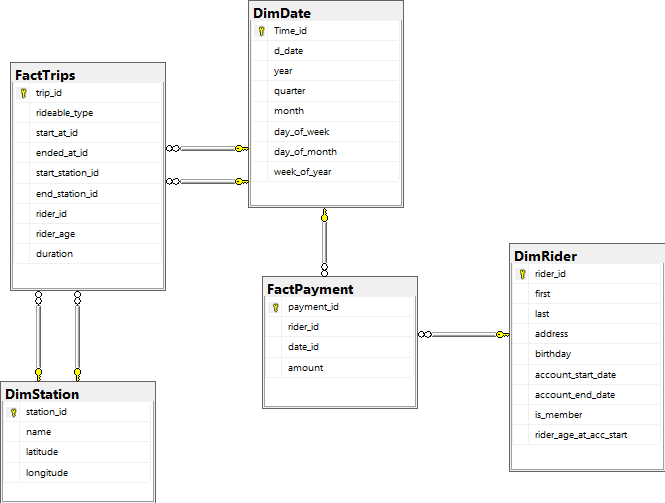 DimDate
Time_id
d_date
year
quarter
month
day_of_week
day_of_month
week_of_year
FactTrips
trip_id
rideable_type
start_at_id
ended_at_id
start_station_id
end_station_id
rider_id
rider_age
duration
DimRider
rider_id
first
last
address
birthday
account_start_date
account_end_date
is_member
rider_age_at_acc_start
FactPayment
payment_id
rider_id
date_id
amount
DimStation
station_id
name
latitude
longitude